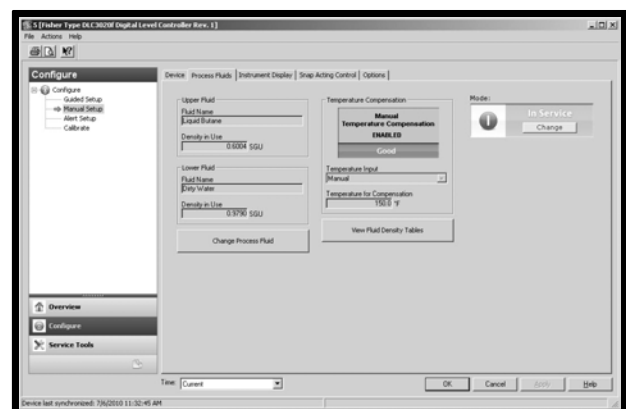 5 [Fisher Type DLC3020f Digital Level Controller Rev. 1]
File Actions Help
Configure
Configure
Guided Setup
Manual Setup
Alert Setup
Calibrate
Overview
Configure
Service Tools
Device Process Fluids Instrument Display Snap Acting Control Options
Upper Fluid
Fluid Name
Liquid Butane
Density in Use
0.6004 SGU
Lower Fluid
Fluid Name
Dirty Water
Density in Use
0.9790 SGU
Change Process Fluid
Temperature Compensation
Manual
Temperature Compensation
ENABLED
Good
Temperature Input
Manual
Temperature for Compensation
150.0 °F
View Fluid Density Tables
Mode:
In Service
Change
Time: Current
OK Cancel Apply Help
Device last synchronized: 7/6/2010 11:32:45 AM